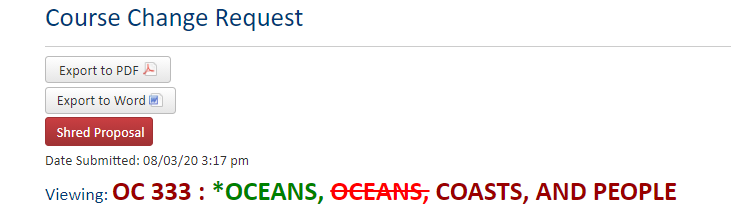 Course Change Request
Export to PDF
Export to Word
Shred Proposal
Date Submitted: 08/03/20 3:17 pm
Viewing: OC 333 : *OCEANS, OCEANS, COASTS, AND PEOPLE